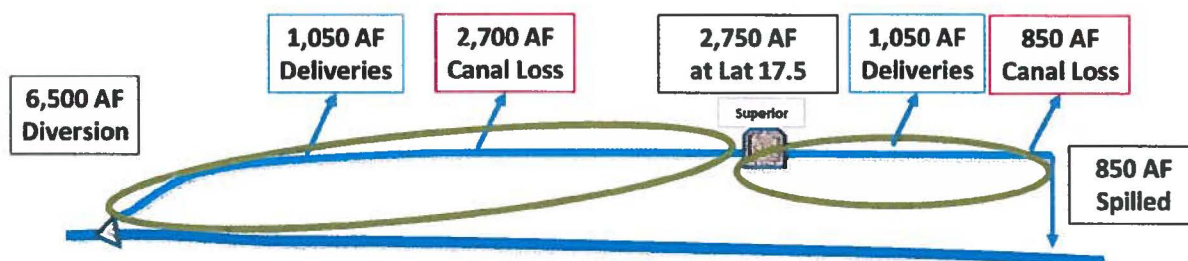 6,500 AF
Diversion
1,050 AF
Deliveries
2,700 AF
Canal Loss
2,750 AF
at Lat 17.5
Superior
1,050 AF
Deliveries
850 AF
Canal Loss
850 AF
Spilled